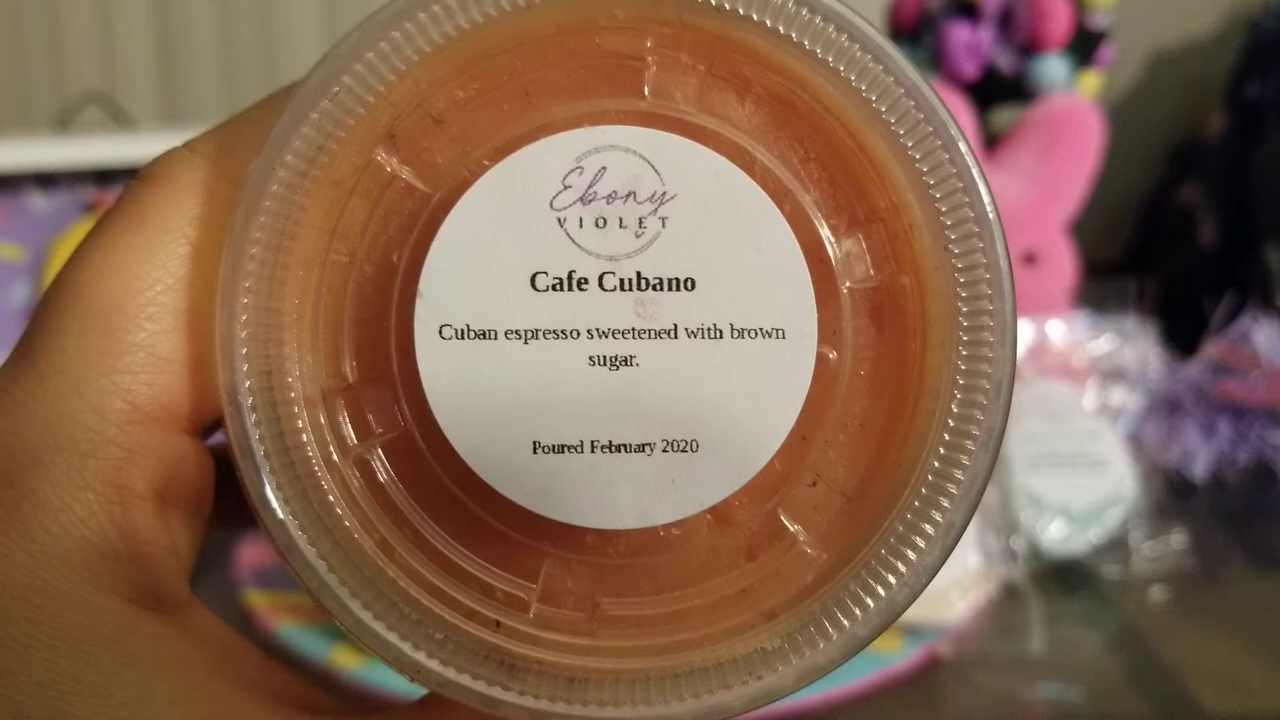 Ebony
VIOLET
Cafe Cubano
Cuban espresso sweetened with brown
sugar.
Poured February 2020